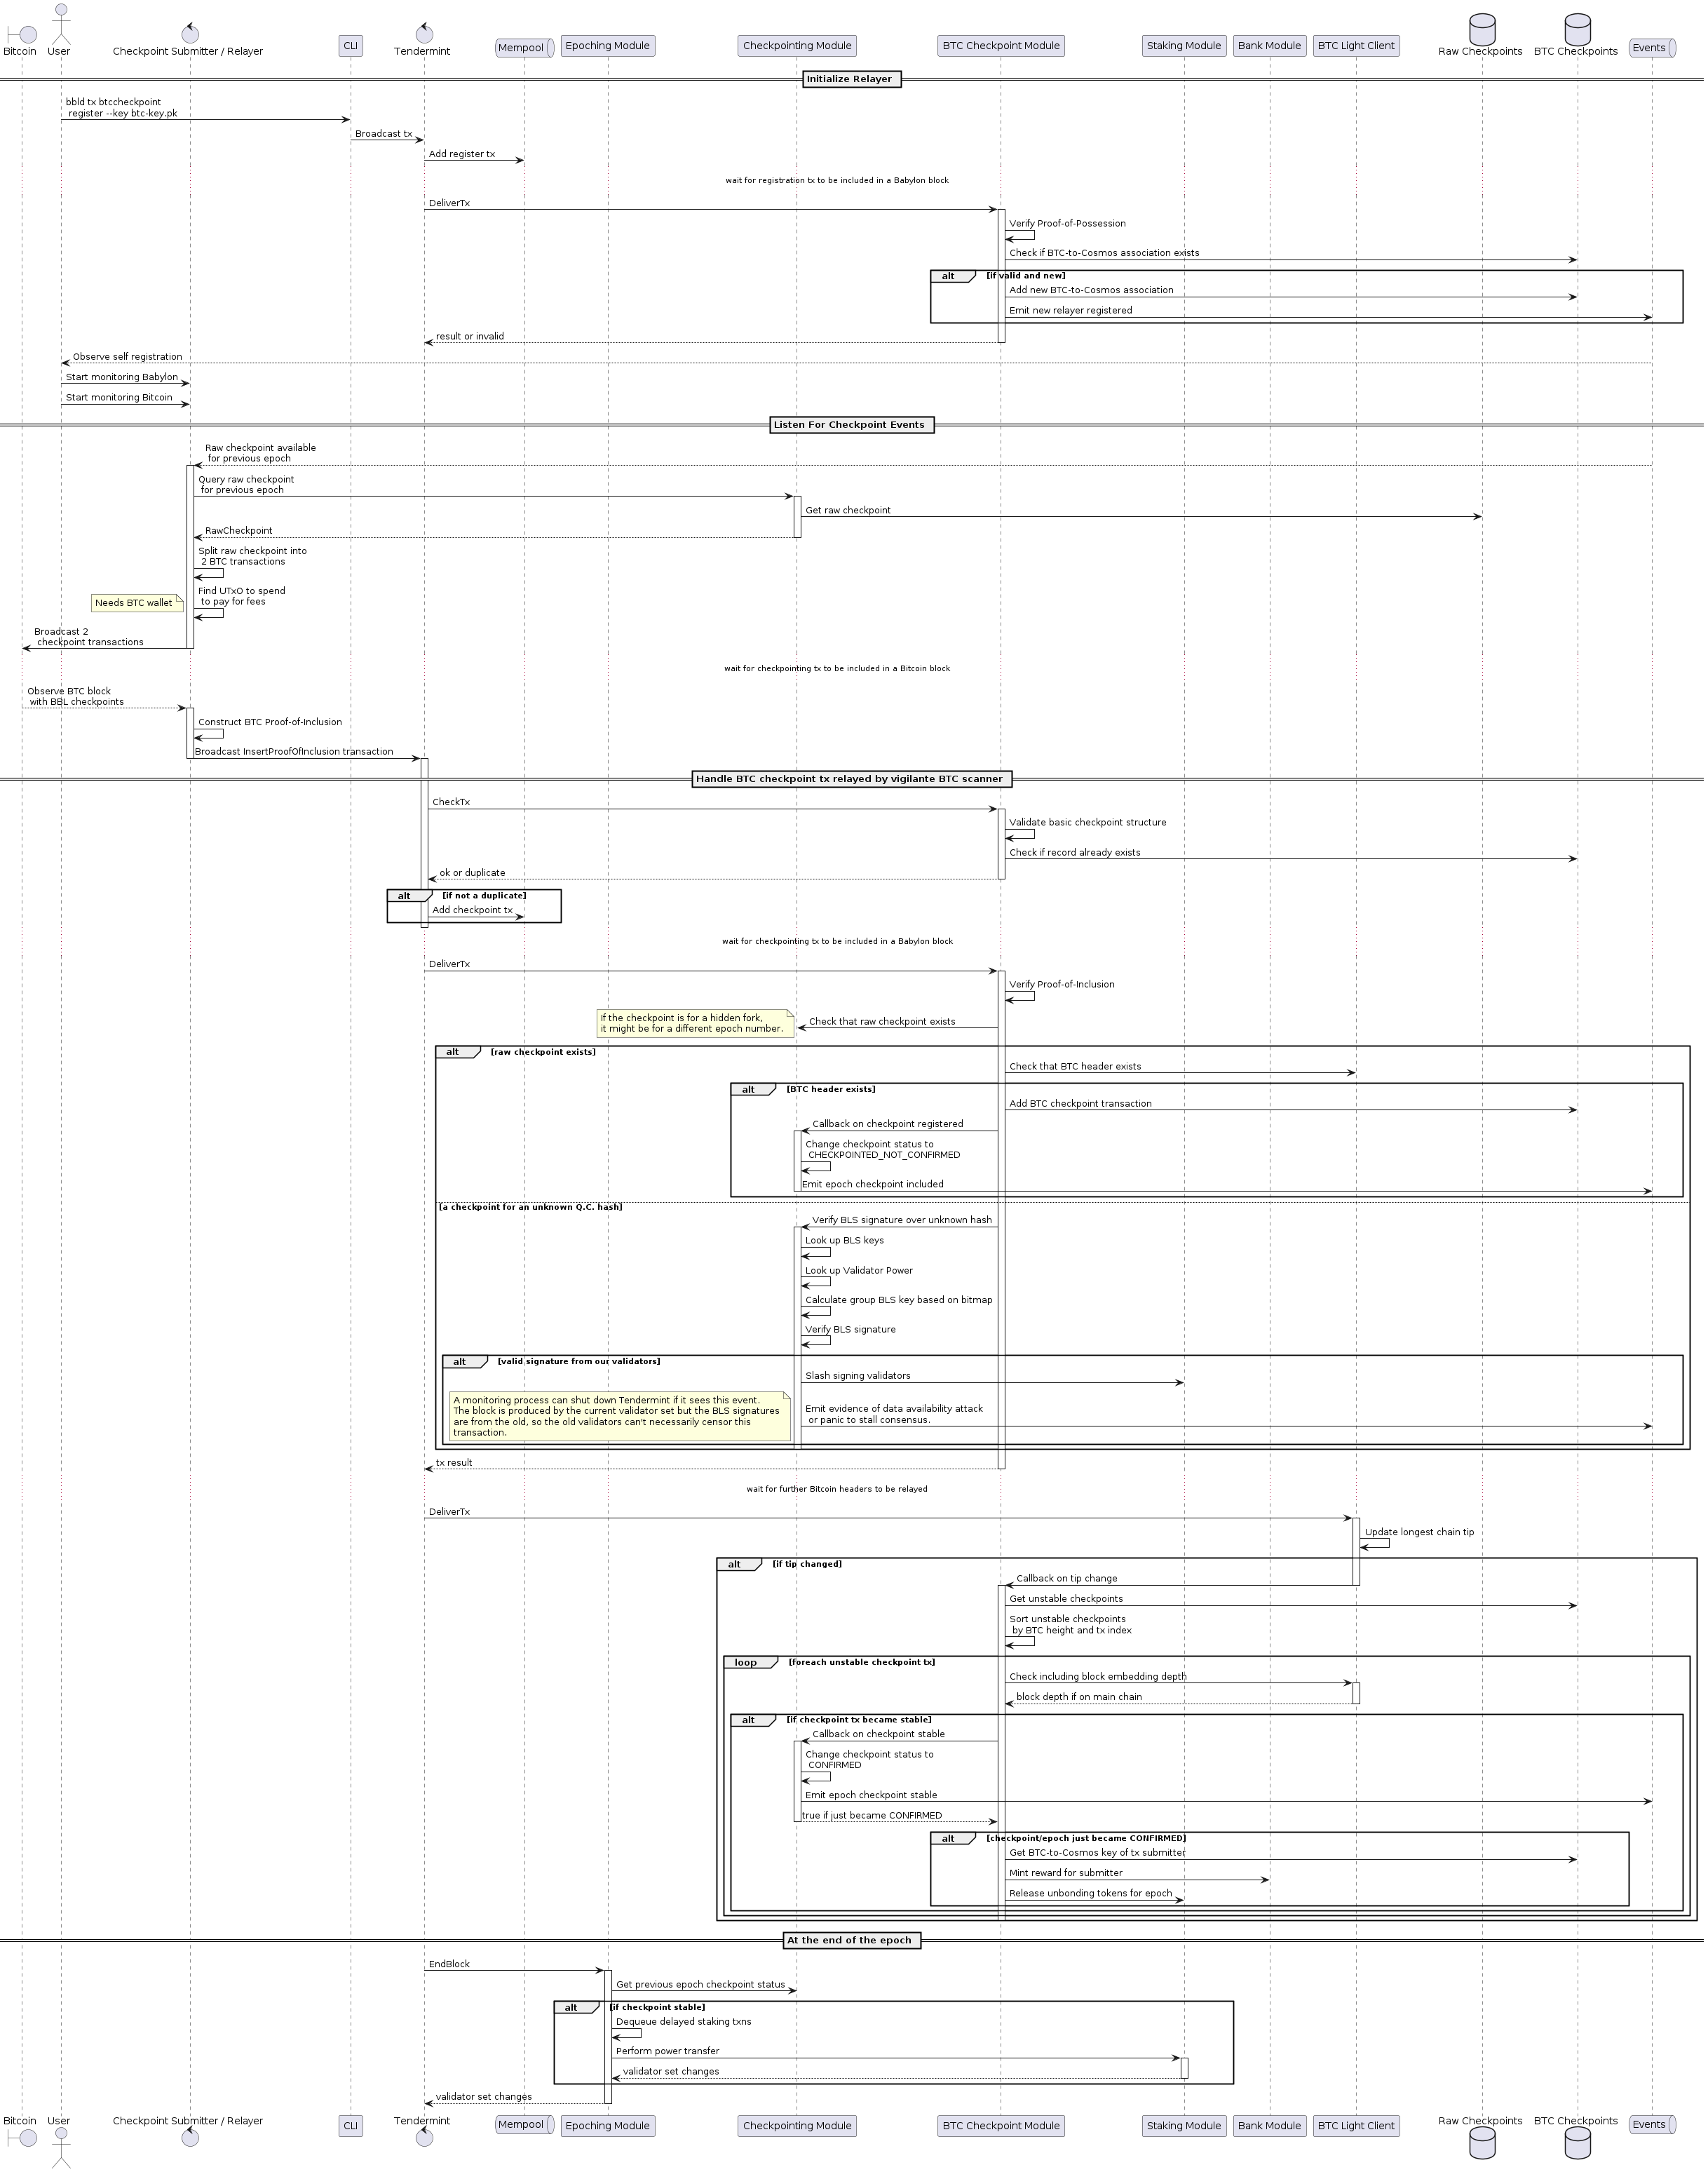 Bitcoin
User
Checkpoint Submitter / Relayer
CLI
Tendermint
Mempool
Epoching Module
Checkpointing Module
BTC Checkpoint Module
Staking Module
Bank Module
BTC Light Client
Raw Checkpoints
BTC Checkpoints
Events
Initialize Relayer
bbld tx btccheckpoint
register --key btc-key.pk
Broadcast tx
Add register tx
wait for registration tx to be included in a Babylon block
DeliverTx
Verify Proof-of-Possession
Check if BTC-to-Cosmos association exists
alt [if valid and new]
Add new BTC-to-Cosmos association
Emit new relayer registered
result or invalid
Observe self registration
Start monitoring Babylon
Start monitoring Bitcoin
Listen For Checkpoint Events
Raw checkpoint available
for previous epoch
Query raw checkpoint
for previous epoch
Get raw checkpoint
RawCheckpoint
Split raw checkpoint into
2 BTC transactions
Find UTxO to spend
to pay for fees
Needs BTC wallet
Broadcast 2
checkpoint transactions
wait for checkpointing tx to be included in a Bitcoin block
Observe BTC block
with BBL checkpoints
Construct BTC Proof-of-Inclusion
Broadcast InsertProofOfInclusion transaction
Handle BTC checkpoint tx relayed by vigilante BTC scanner
CheckTx
Validate basic checkpoint structure
Check if record already exists
ok or duplicate
alt [if not a duplicate]
Add checkpoint tx
wait for checkpointing tx to be included in a Babylon block
DeliverTx
Verify Proof-of-Inclusion
If the checkpoint is for a hidden fork,
it might be for a different epoch number.
Check that raw checkpoint exists
alt [raw checkpoint exists]
Check that BTC header exists
alt [BTC header exists]
Add BTC checkpoint transaction
Callback on checkpoint registered
Change checkpoint status to
CHECKPOINTED_NOT_CONFIRMED
Emit epoch checkpoint included
[a checkpoint for an unknown Q.C. hash]
Verify BLS signature over unknown hash
Look up BLS keys
Look up Validator Power
Calculate group BLS key based on bitmap
Verify BLS signature
alt [valid signature from our validators]
Slash signing validators
A monitoring process can shut down Tendermint if it sees this event.
The block is produced by the current validator set but the BLS signatures
are from the old, so the old validators can't necessarily censor this
transaction.
Emit evidence of data availability attack
or panic to stall consensus.
tx result
wait for further Bitcoin headers to be relayed
DeliverTx
Update longest chain tip
alt [if tip changed]
Callback on tip change
Get unstable checkpoints
Sort unstable checkpoints
by BTC height and tx index
loop [foreach unstable checkpoint tx]
Check including block embedding depth
block depth if on main chain
alt [if checkpoint tx became stable]
Callback on checkpoint stable
Change checkpoint status to
CONFIRMED
Emit epoch checkpoint stable
true if just became CONFIRMED
alt [checkpoint/epoch just became CONFIRMED]
Get BTC-to-Cosmos key of tx submitter
Mint reward for submitter
Release unbonding tokens for epoch
At the end of the epoch
EndBlock
Get previous epoch checkpoint status
alt [if checkpoint stable]
Dequeue delayed staking txns
Perform power transfer
validator set changes
validator set changes
Bitcoin
User
Checkpoint Submitter / Relayer
CLI
Tendermint
Mempool
Epoching Module
Checkpointing Module
BTC Checkpoint Module
Staking Module
Bank Module
BTC Light Client
Raw Checkpoints
BTC Checkpoints
Events